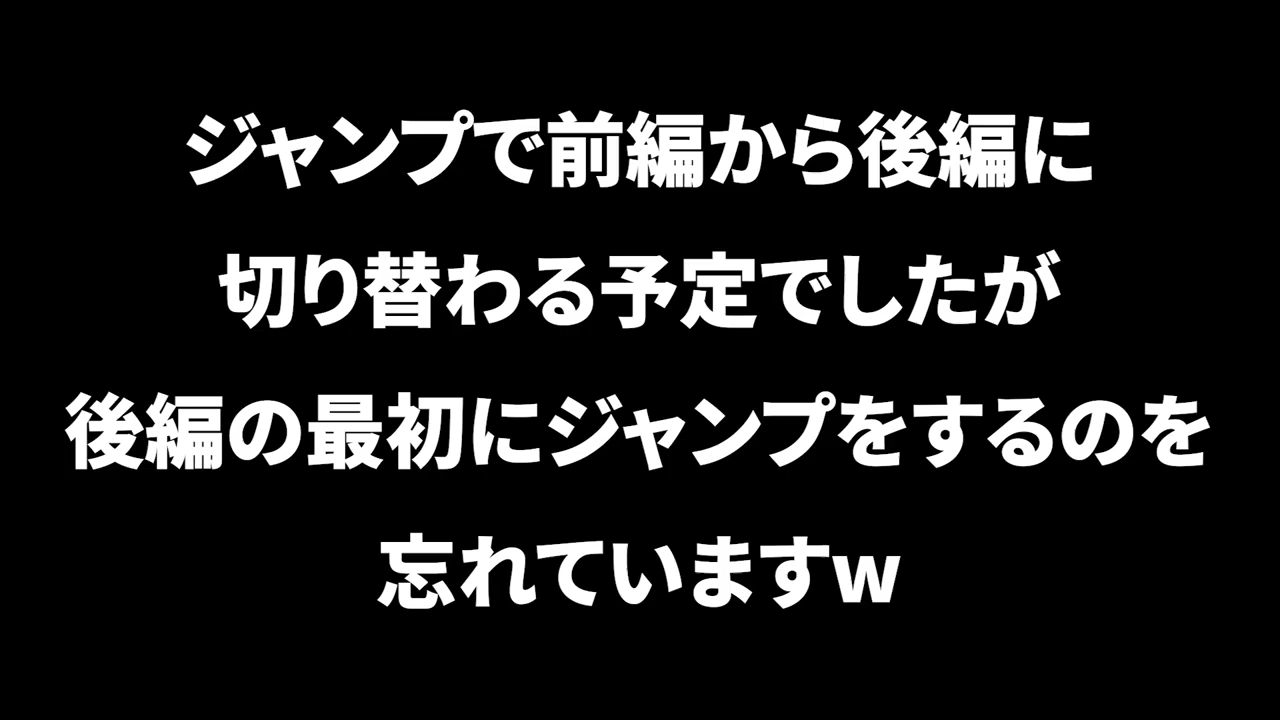 ジャンプで前編から後編に
切り替わる予定でしたが
後編の最初にジャンプをするのを
忘れていますw